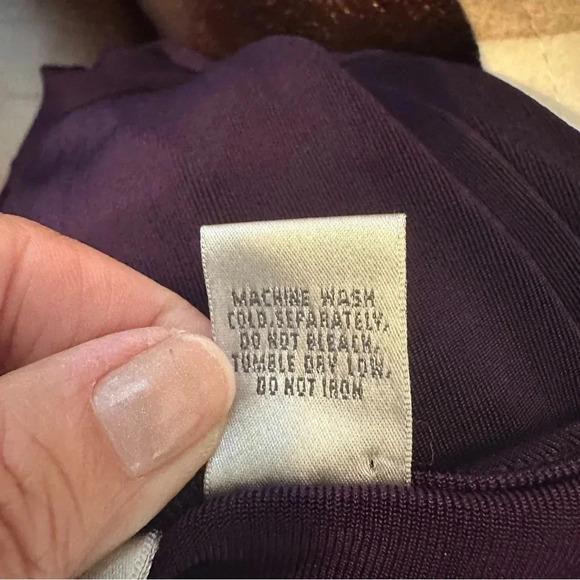 MACHINE WASH
COLD, SEPARATELY,
DO NOT BLEACH,
TUMBLE DRY LOW,
DO NOT IRON